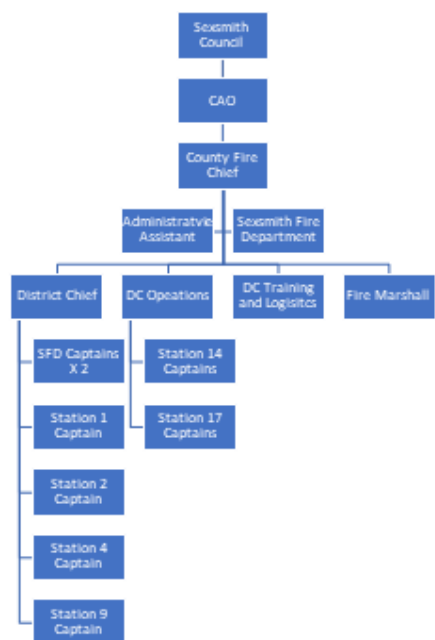 Sexsmith
Council
CAO
County Fire
Chief
Administratvie
Assistant
Sexsmith Fire
Department
District Chief
DC Opeations
DC Training
and Logisitcs
Fire Marshall
SFD Captains
X 2
Station 14
Captains
Station 1
Captain
Station 17
Captains
Station 2
Captain
Station 4
Captain
Station 9
Captain